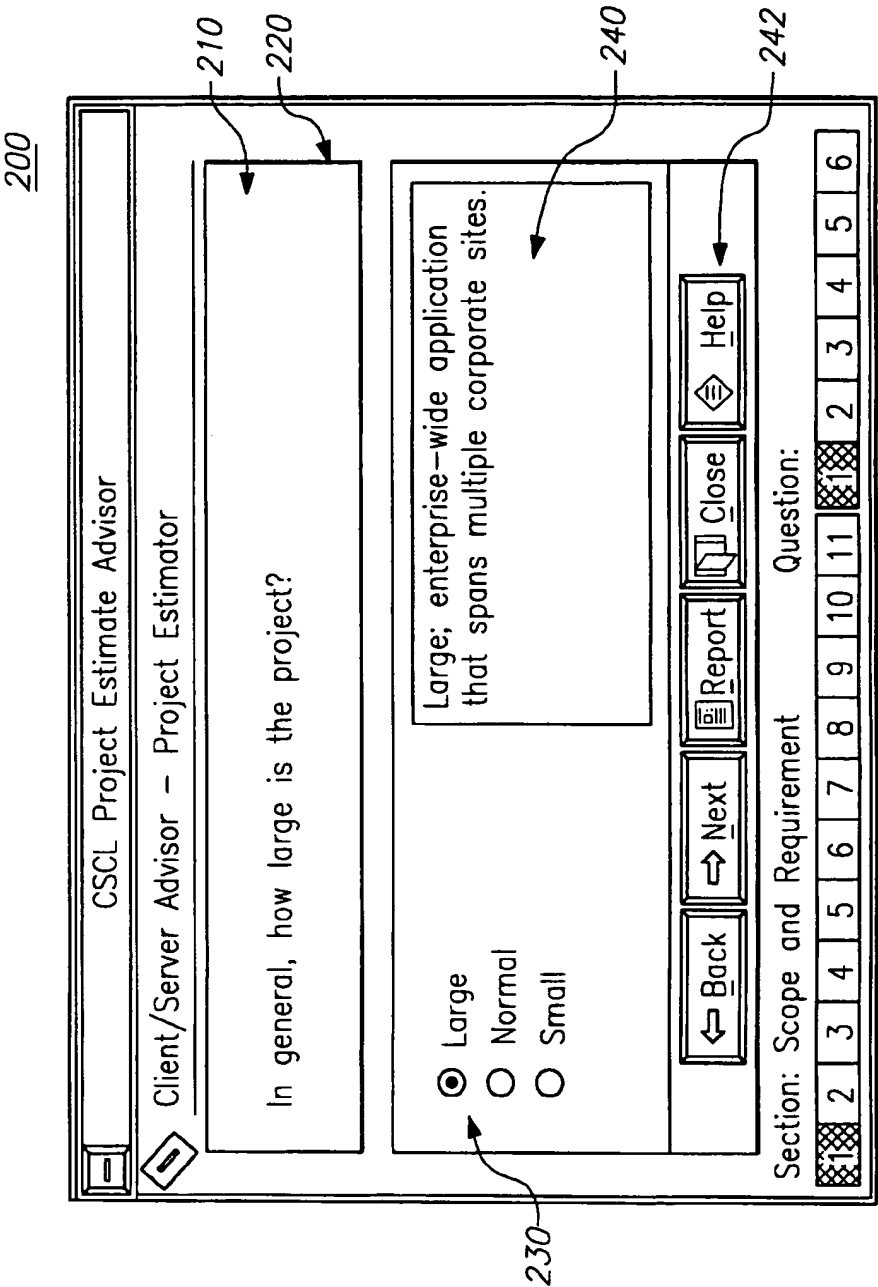 200
CSCL Project Estimate Advisor
Client/Server Advisor – Project Estimator
210
220
In general, how large is the project?
230
Large
Normal
Small
Large; enterprise–wide application
that spans multiple corporate sites.
240
Back Next Report Close Help
242
Section: Scope and Requirement Question:
1 2 3 4 5 6 7 8 9 10 11 1 2 3 4 5 6